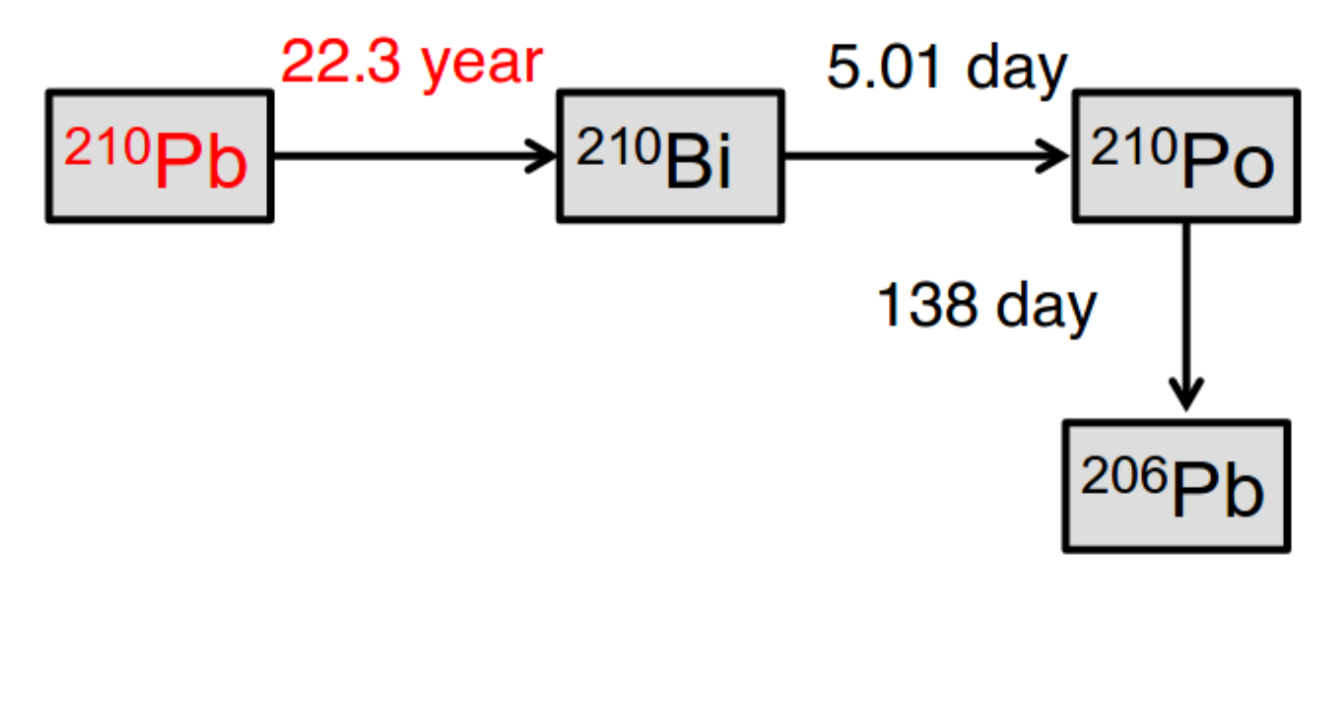 22.3 year
5.01 day
²¹⁰Pb
²¹⁰Bi
²¹⁰Po
138 day
²⁰⁶Pb